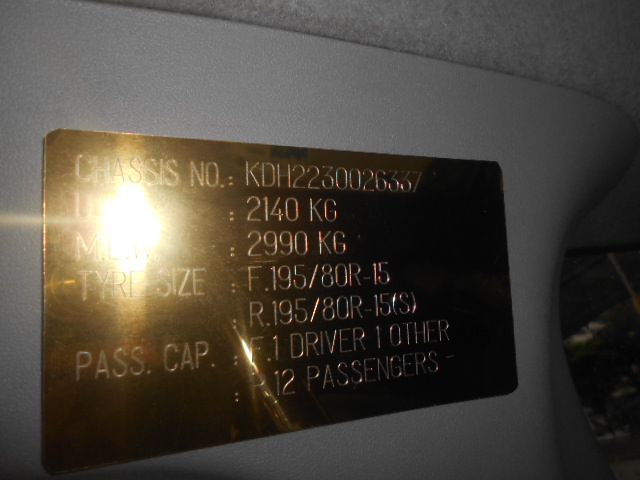 CHASSIS NO.: KDH2230026337
: 2140 KG
: 2990 KG
TYRE SIZE : F.195/80R-15
: R.195/80R-15(S)
PASS. CAP. : F.1 DRIVER 1 OTHER
: R.12 PASSENGERS